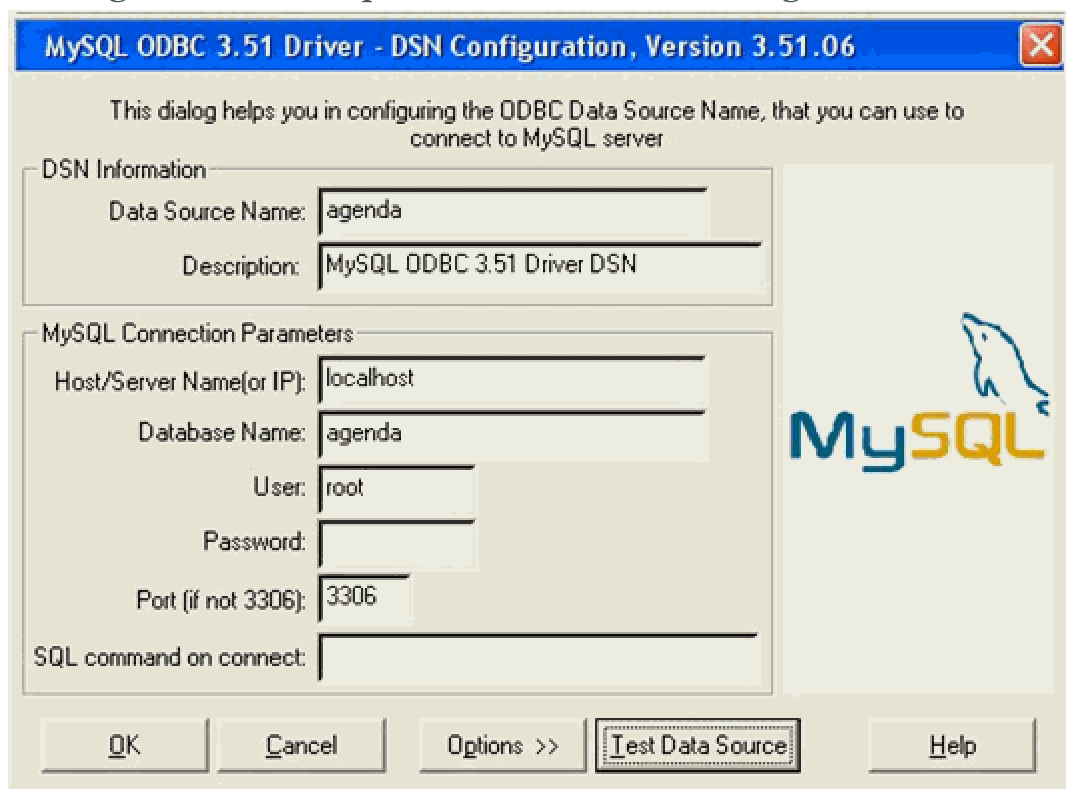 MySQL ODBC 3.51 Driver - DSN Configuration, Version 3.51.06
This dialog helps you in configuring the ODBC Data Source Name, that you can use to
connect to MySQL server
DSN Information
Data Source Name: agenda
Description: MySQL ODBC 3.51 Driver DSN
MySQL Connection Parameters
Host/Server Name(or IP): localhost
Database Name: agenda
User: root
Password:
Port (if not 3306): 3306
SQL command on connect:
MySQL
OK Cancel Options >> Test Data Source Help